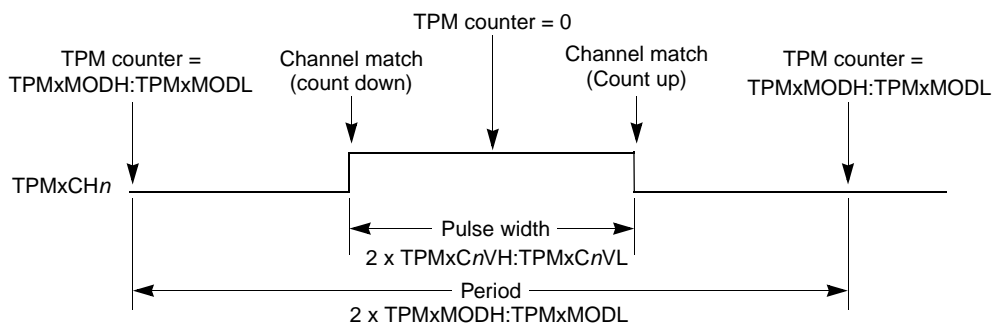 TPM counter = 0
TPM counter =
TPMxMODH:TPMxMODL
Channel match
(count down)
Channel match
(Count up)
TPM counter =
TPMxMODH:TPMxMODL
TPMxCHn
Pulse width
2 x TPMxCnVH:TPMxCnVL
Period
2 x TPMxMODH:TPMxMODL